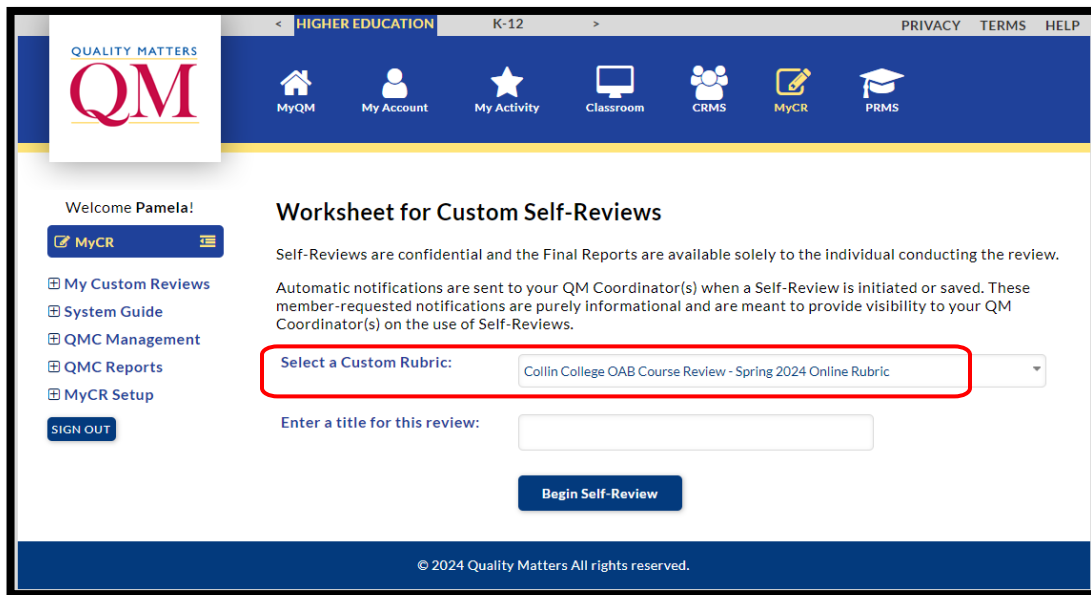 < HIGHER EDUCATION K-12 > PRIVACY TERMS HELP
QUALITY MATTERS
QM
MyQM My Account My Activity Classroom CRMS MyCR PRMS
Welcome Pamela!
MyCR
My Custom Reviews
System Guide
QMC Management
QMC Reports
MyCR Setup
SIGN OUT
Worksheet for Custom Self-Reviews
Self-Reviews are confidential and the Final Reports are available solely to the individual conducting the review.
Automatic notifications are sent to your QM Coordinator(s) when a Self-Review is initiated or saved. These
member-requested notifications are purely informational and are meant to provide visibility to your QM
Coordinator(s) on the use of Self-Reviews.
Select a Custom Rubric: Collin College OAB Course Review - Spring 2024 Online Rubric
Enter a title for this review:
Begin Self-Review
© 2024 Quality Matters All rights reserved.